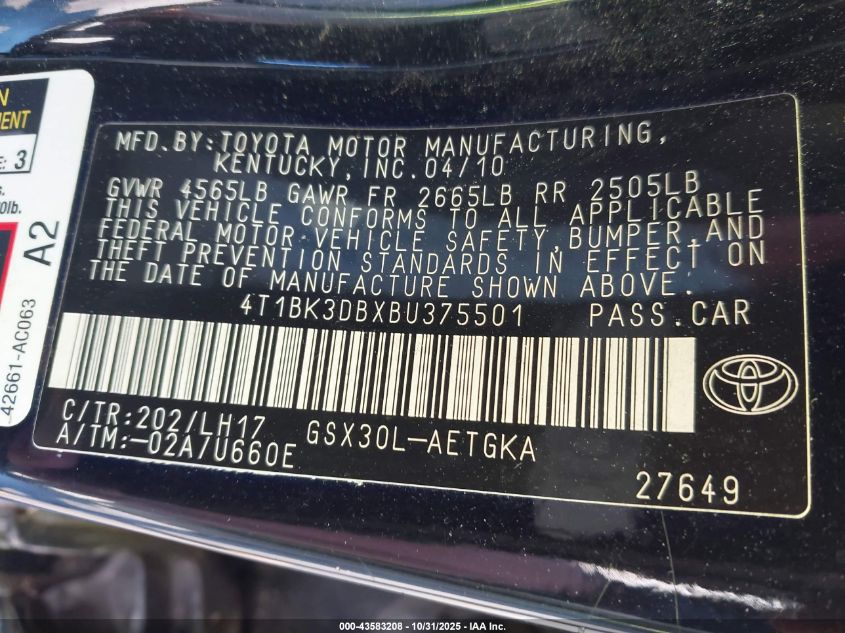 N
MENT
E: 3
s.
0lb.
A2
42661-AC063
MFD.BY:TOYOTA MOTOR MANUFACTURING,
KENTUCKY,INC.04/10
GVWR 4565LB GAWR FR 2665LB RR 2505LB
THIS VEHICLE CONFORMS TO ALL APPLICABLE
FEDERAL MOTOR VEHICLE SAFETY,BUMPER,AND
THEFT PREVENTION STANDARDS IN EFFECT ON
THE DATE OF MANUFACTURE SHOWN ABOVE.
4T1BK3DBXBU375501 PASS.CAR
C/TR:202/LH17 GSX30L-AETGKA
A/TM:-02A/U660E
27649
000-43583208 - 10/31/2025 - IAA Inc.